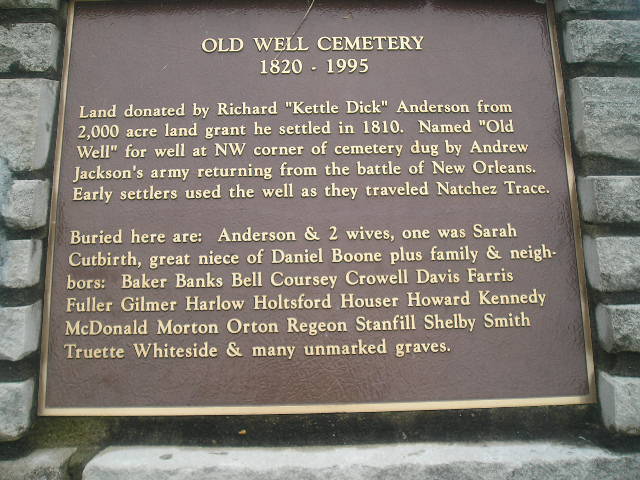 OLD WELL CEMETERY
1820 - 1995
Land donated by Richard "Kettle Dick" Anderson from
2,000 acre land grant he settled in 1810. Named "Old
Well" for well at NW corner of cemetery dug by Andrew
Jackson's army returning from the battle of New Orleans.
Early settlers used the well as they traveled Natchez Trace.
Buried here are: Anderson & 2 wives, one was Sarah
Cutbirth, great niece of Daniel Boone plus family & neigh-
bors: Baker Banks Bell Coursey Crowell Davis Farris
Fuller Gilmer Harlow Holtsford Houser Howard Kennedy
McDonald Morton Orton Regeon Stanfill Shelby Smith
Truette Whiteside & many unmarked graves.